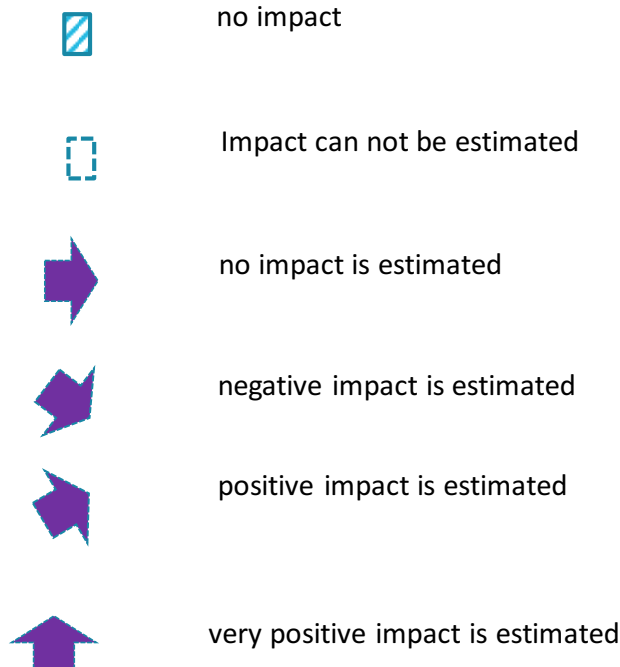 no impact
Impact can not be estimated
no impact is estimated
negative impact is estimated
positive impact is estimated
very positive impact is estimated